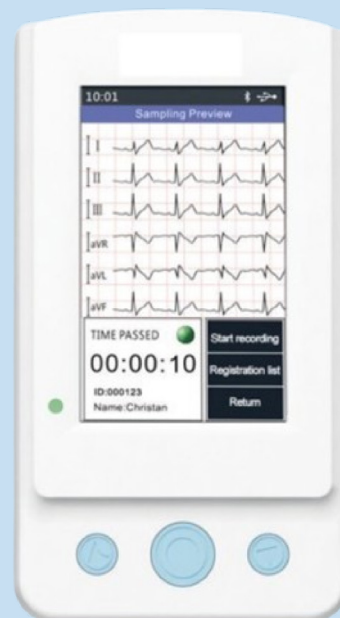 10:01
Sampling Preview
I
II
III
aVR
aVL
aVF
TIME PASSED
00:00:10
ID:000123
Name:Christan
Start recording
Registration list
Return